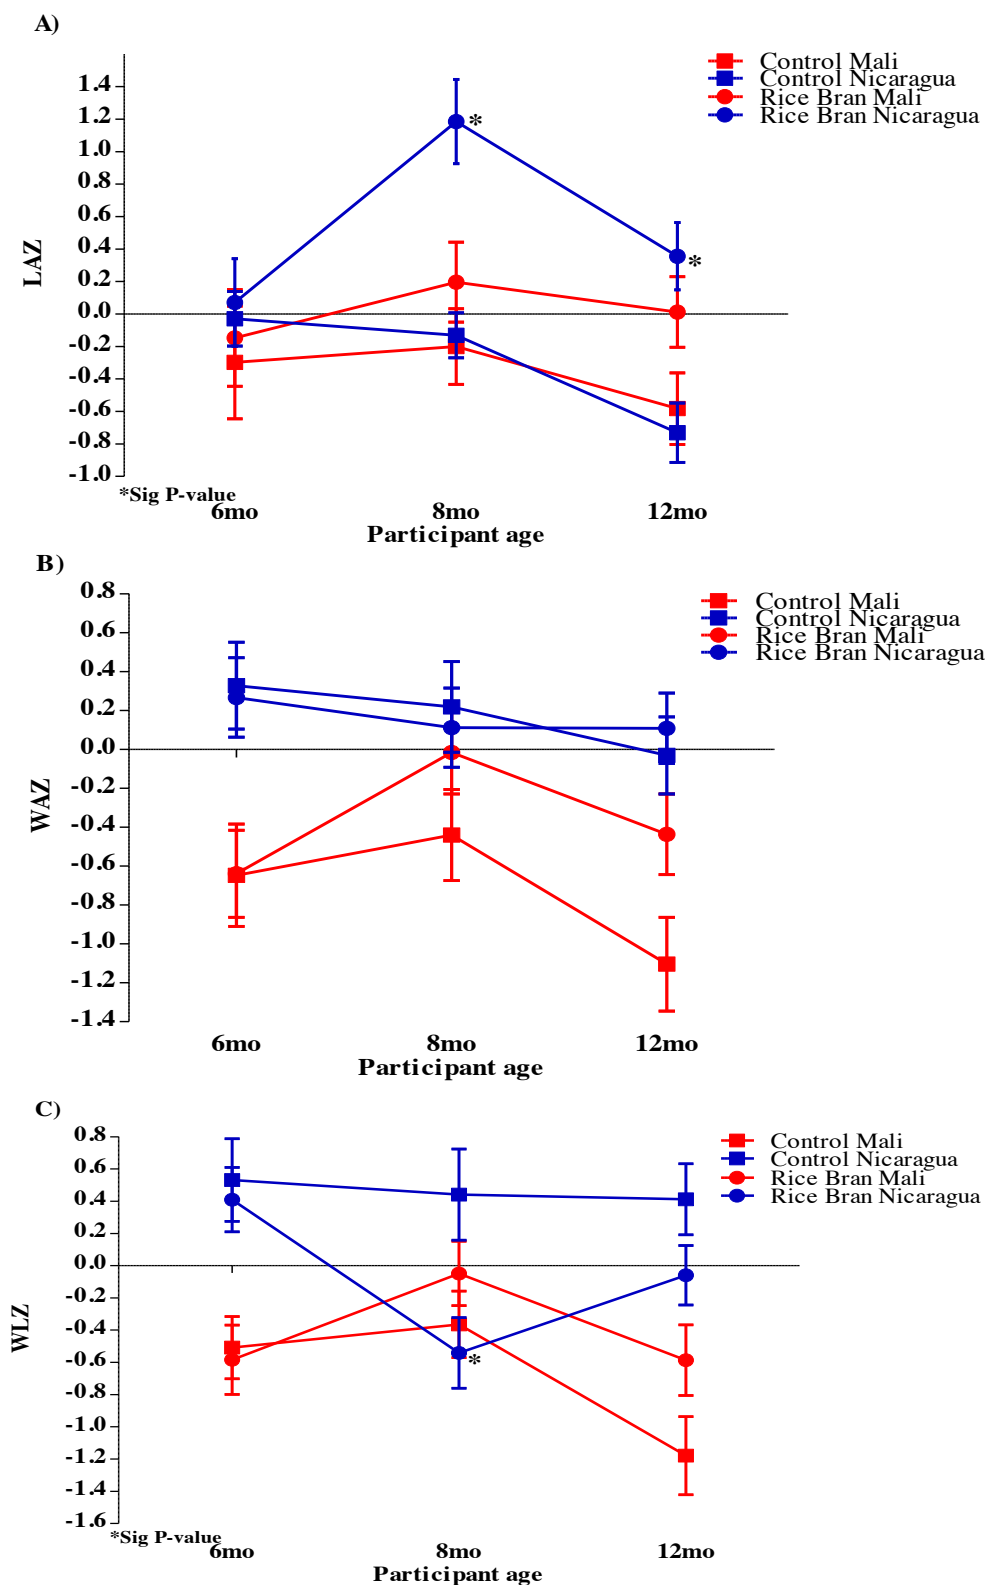 A)
Control Mali
Control Nicaragua
Rice Bran Mali
Rice Bran Nicaragua
LAZ
1.4
1.2
1.0
0.8
0.6
0.4
0.2
0.0
-0.2
-0.4
-0.6
-0.8
-1.0
*
*
*Sig P-value
6mo 8mo 12mo
Participant age
B)
Control Mali
Control Nicaragua
Rice Bran Mali
Rice Bran Nicaragua
WAZ
0.8
0.6
0.4
0.2
0.0
-0.2
-0.4
-0.6
-0.8
-1.0
-1.2
-1.4
6mo 8mo 12mo
Participant age
C)
Control Mali
Control Nicaragua
Rice Bran Mali
Rice Bran Nicaragua
WLZ
0.8
0.6
0.4
0.2
0.0
-0.2
-0.4
-0.6
-0.8
-1.0
-1.2
-1.4
-1.6
*
*Sig P-value
6mo 8mo 12mo
Participant age